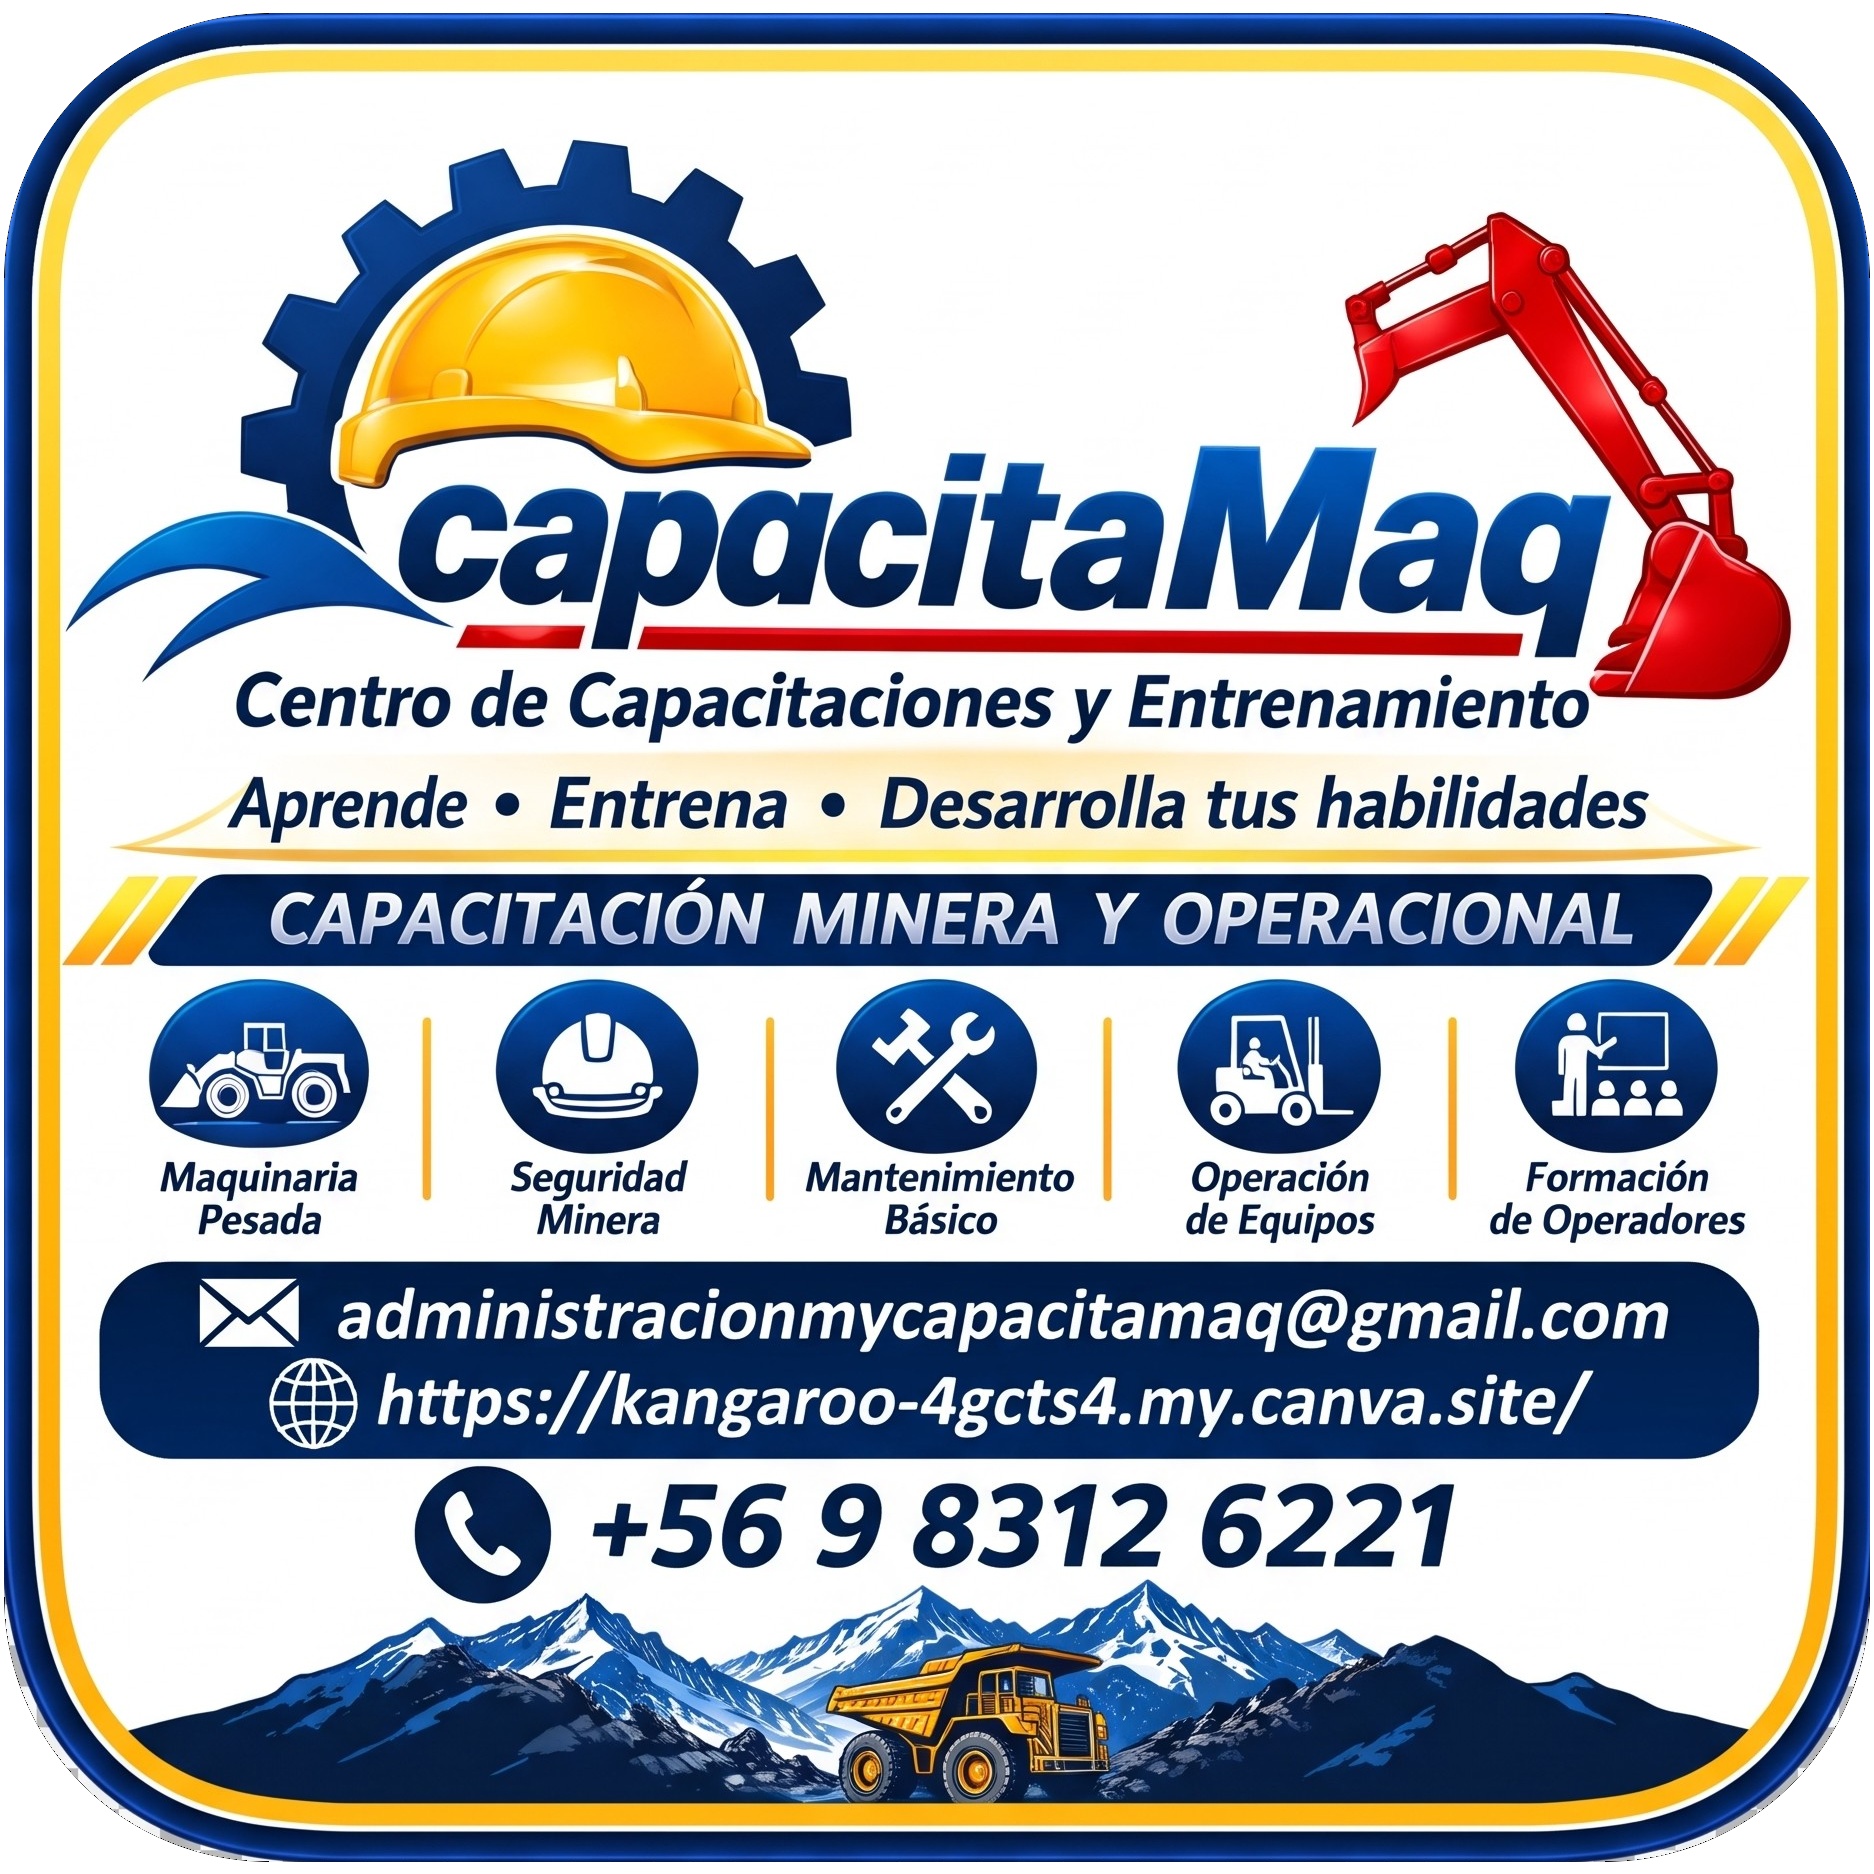 capacitaMaq
Centro de Capacitaciones y Entrenamiento
Aprende • Entrena • Desarrolla tus habilidades
CAPACITACIÓN MINERA Y OPERACIONAL
Maquinaria
Pesada
Seguridad
Minera
Mantenimiento
Básico
Operación
de Equipos
Formación
de Operadores
administracionmycapacitamaq@gmail.com
https://kangaroo-4gcts4.my.canva.site/
+56 9 8312 6221